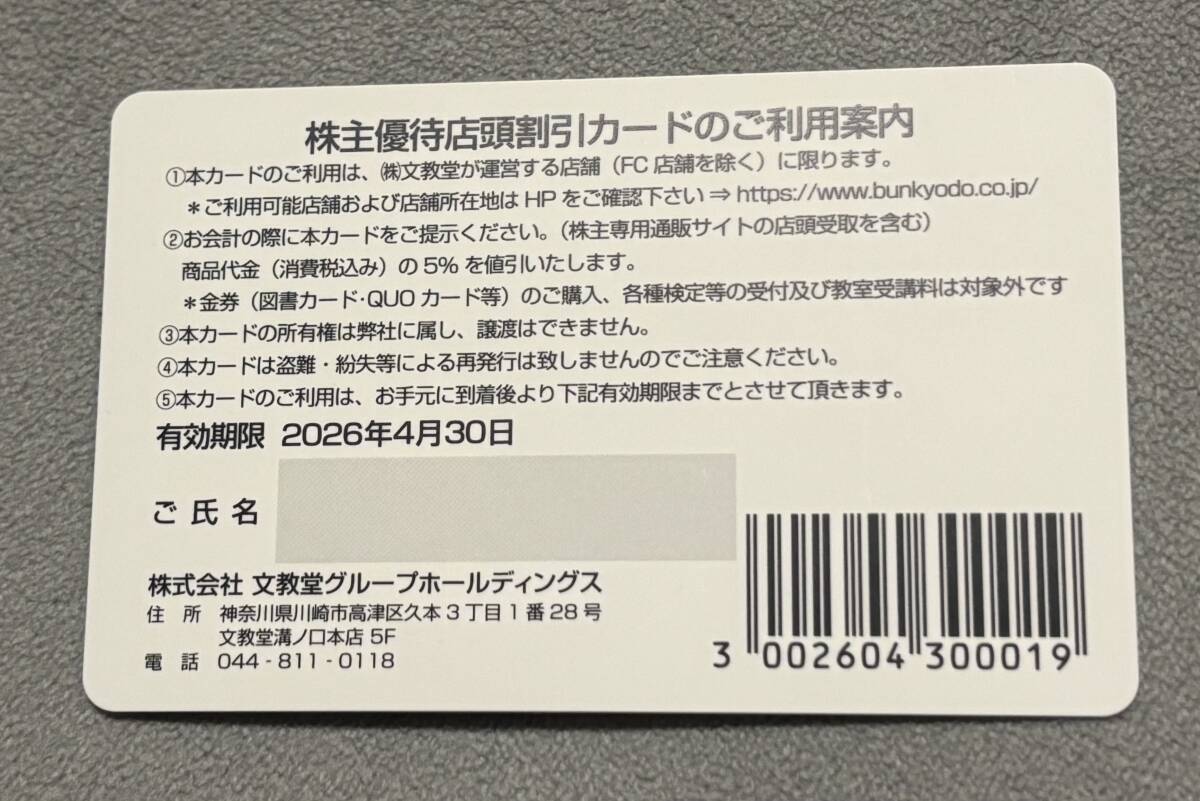 株主優待店頭割引カードのご利用案内
①本カードのご利用は、㈱文教堂が運営する店舗（FC店舗を除く）に限ります。
＊ご利用可能店舗および店舗所在地はHPをご確認下さい⇒https://www.bunkyodo.co.jp/
②お会計の際に本カードをご提示ください。（株主専用通販サイトの店頭受取を含む）
商品代金（消費税込み）の5%を値引いたします。
＊金券（図書カード･QUOカード等）のご購入、各種検定等の受付及び教室受講料は対象外です
③本カードの所有権は弊社に属し、譲渡はできません。
④本カードは盗難・紛失等による再発行は致しませんのでご注意ください。
⑤本カードのご利用は、お手元に到着後より下記有効期限までとさせて頂きます。
有効期限 2026年4月30日
ご 氏 名
株式会社 文教堂グループホールディングス
住　所　神奈川県川崎市高津区久本3丁目1番28号
文教堂溝ノ口本店 5F
電　話　044 - 811 - 0118
3 002604 300019